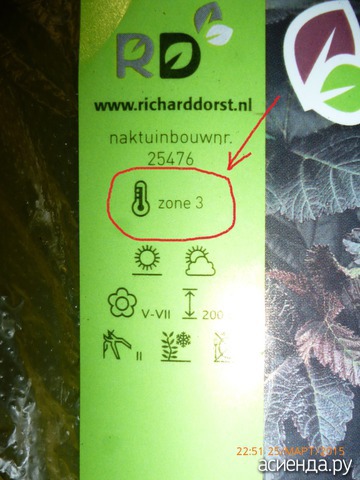 RD
www.richarddorst.nl
naktuinbouwnr.
25476
zone 3
V-VII 200
II
22:51 25/МАРТ/2015
асиенда.ру